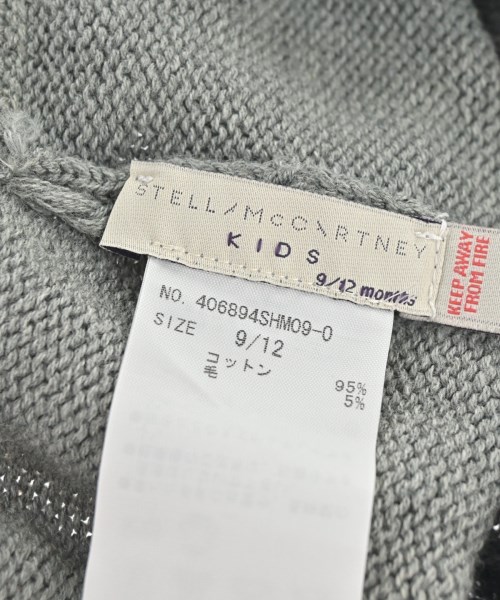 STELLA McCARTNEY
KIDS
9/12 months
KEEP AWAY
FROM FIRE
NO. 406894SHM09-0
SIZE 9/12
コットン 95%
毛 5%